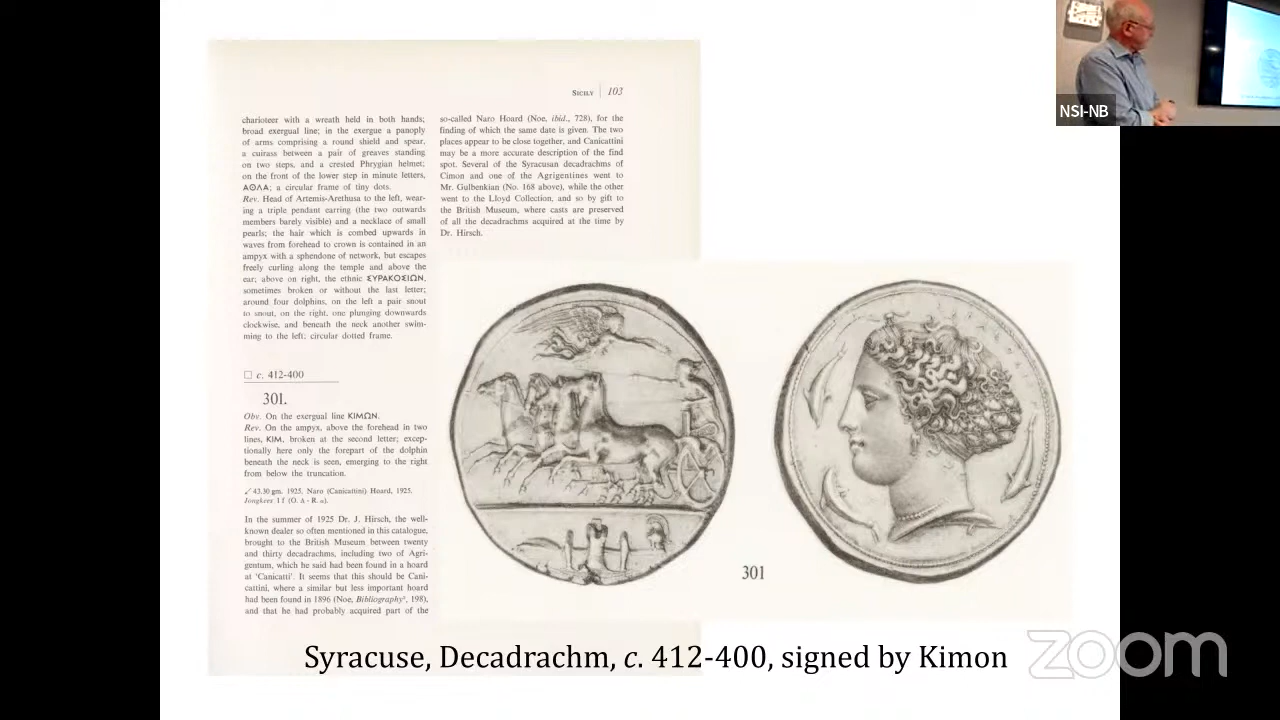 SICILY | 103
charioteer with a wreath held in both hands;
broad exergual line; in the exergue a panoply
of arms comprising a round shield and spear,
a cuirass between a pair of greaves standing
on two steps, and a crested Phrygian helmet;
on the front of the lower step in minute letters,
ΑΘΛΑ; a circular frame of tiny dots.
Rev. Head of Artemis-Arethusa to the left, wear-
ing a triple pendant earring (the two outwards
members barely visible) and a necklace of small
pearls; the hair which is combed upwards in
waves from forehead to crown is contained in an
ampyx with a sphendone of network, but escapes
freely curling along the temple and above the
ear; above on right, the ethnic ΣΥΡΑΚΟΣΙΩΝ,
sometimes broken or without the last letter;
around four dolphins, on the left a pair snout
to snout, on the right, one plunging downwards
clockwise, and beneath the neck another swim-
ming to the left; circular dotted frame.
c. 412-400
301.
Obv. On the exergual line ΚΙΜΩΝ.
Rev. On the ampyx, above the forehead in two
lines, ΚΙΜ, broken at the second letter; excep-
tionally here only the forepart of the dolphin
beneath the neck is seen, emerging to the right
from below the truncation.
43.30 gm. 1925. Naro (Canicattini) Hoard, 1925.
Jongkees 1 f
In the summer of 1925 Dr. J. Hirsch, the well-
known dealer so often mentioned in this catalogue,
brought to the British Museum between twenty
and thirty decadrachms, including two of Agri-
gentum, which he said had been found in a hoard
at 'Canicatti'. It seems that this should be Cani-
cattini, where a similar but less important hoard
had been found in 1896 (Noe, Bibliography², 198),
and that he had probably acquired part of the
so-called Naro Hoard (Noe, ibid., 728), for the
finding of which the same date is given. The two
places appear to be close together, and Canicattini
may be a more accurate description of the find
spot. Several of the Syracusan decadrachms of
Cimon and one of the Agrigentines went to
Mr. Gulbenkian (No. 168 above), while the other
went to the Lloyd Collection, and so by gift to
the British Museum, where casts are preserved
of all the decadrachms acquired at the time by
Dr. Hirsch.
301
Syracuse, Decadrachm, c. 412-400, signed by Kimon
NSI-NB
zoom